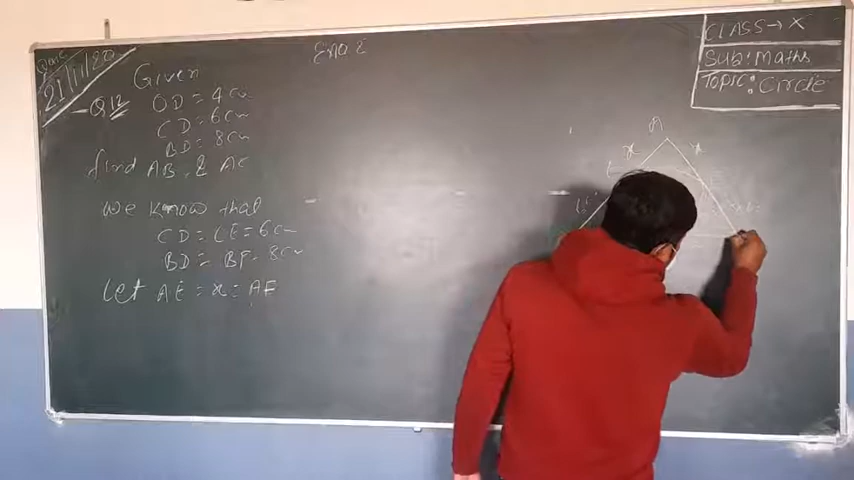 21/11/20
Given
Q12 OD = 4 cm
CD = 6 cm
BD = 8 cm
find AB & AC
We know that
CD = CE = 6 cm
BD = BF = 8 cm
Let AE = x = AF
CLASS → X
Sub: Maths
Topic: Circle
A
x
x